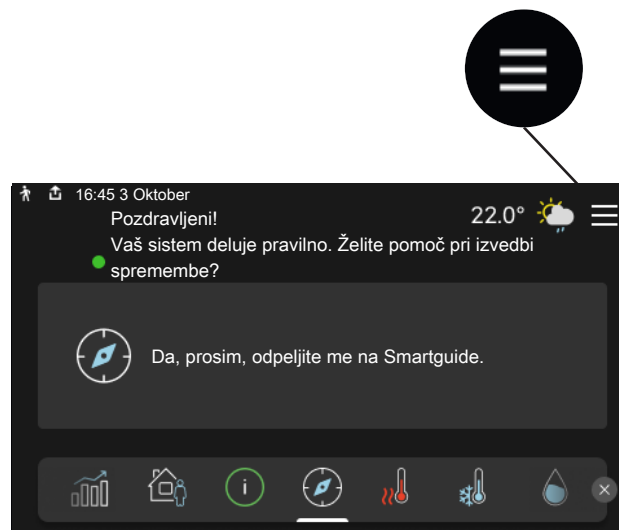 16:45 3 Oktober
Pozdravljeni!
22.0°
Vaš sistem deluje pravilno. Želite pomoč pri izvedbi
spremembe?
Da, prosim, odpeljite me na Smartguide.
i